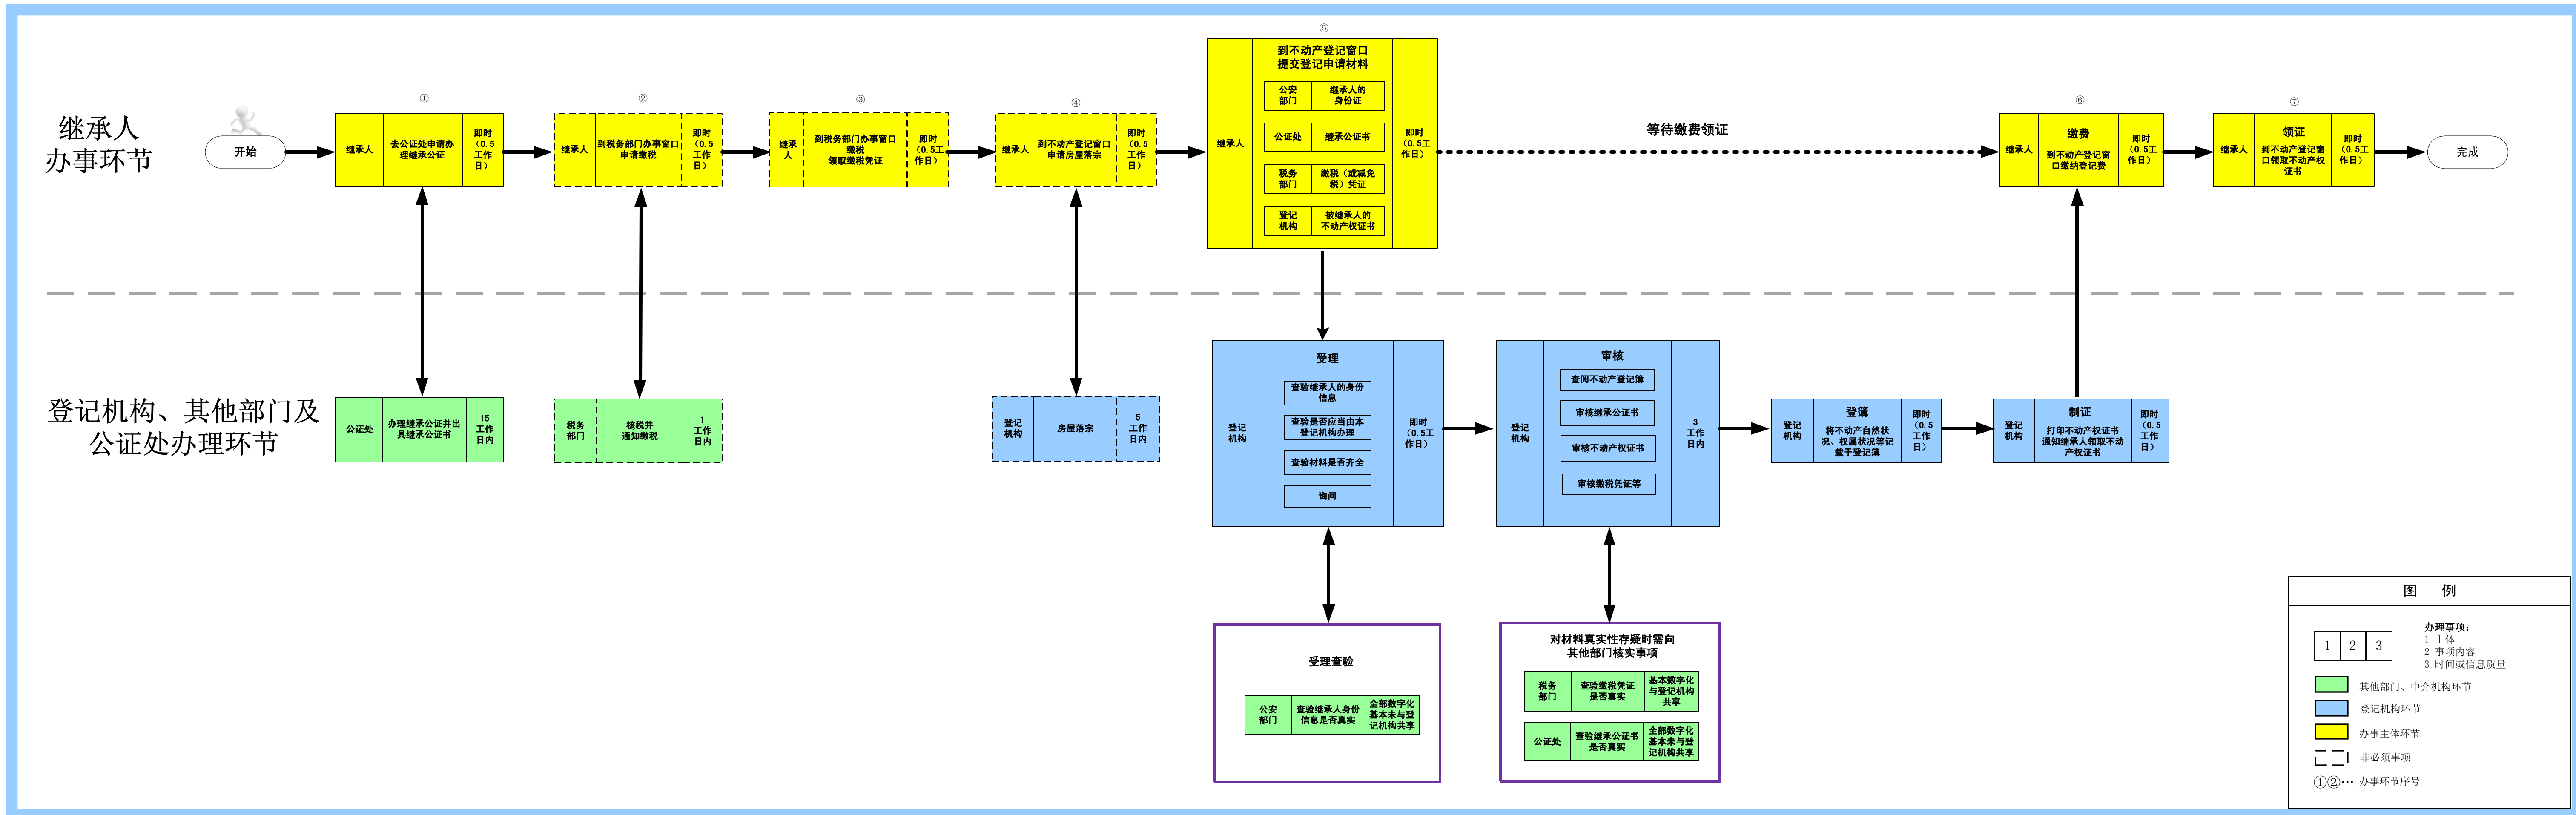 继承人
办事环节
开始
①
继承人
去公证处申请办
理继承公证
即时
（0.5
工作
日）
②
继承人
到税务部门办事窗口
申请缴税
即时
（0.5
工作
日）
③
继承
人
到税务部门办事窗口
缴税
领取缴税凭证
即时
（0.5工
作日）
④
继承人
到不动产登记窗口
申请房屋落宗
即时
（0.5
工作
日）
⑤
继承人
到不动产登记窗口
提交登记申请材料
公安
部门
继承人的
身份证
公证处
继承公证书
税务
部门
缴税（或减免
税）凭证
登记
机构
被继承人的
不动产权证书
即时
（0.5工
作日）
等待缴费领证
⑥
继承人
缴费
到不动产登记窗
口缴纳登记费
即时
（0.5工
作日）
⑦
继承人
领证
到不动产登记窗
口领取不动产权
证书
即时
（0.5工
作日）
完成
登记机构、其他部门及
公证处办理环节
公证处
办理继承公证并出
具继承公证书
15
工作
日内
税务
部门
核税并
通知缴税
1
工作
日内
登记
机构
房屋落宗
5
工作
日内
登记
机构
受理
查验继承人的身份
信息
查验是否应当由本
登记机构办理
查验材料是否齐全
询问
即时
（0.5工
作日）
登记
机构
审核
查阅不动产登记簿
审核继承公证书
审核不动产权证书
审核缴税凭证等
3
工作
日内
登记
机构
登簿
将不动产自然状
况、权属状况等记
载于登记簿
即时
（0.5
工作
日）
登记
机构
制证
打印不动产权证书
通知继承人领取不动
产权证书
即时
（0.5
工作
日）
受理查验
公安
部门
查验继承人身份
信息是否真实
全部数字化
基本未与登
记机构共享
对材料真实性存疑时需向
其他部门核实事项
税务
部门
查验缴税凭证
是否真实
基本数字化
与登记机构
共享
公证处
查验继承公证书
是否真实
全部数字化
基本未与登
记机构共享
图 例
1 2 3
办理事项：
1 主体
2 事项内容
3 时间或信息质量
其他部门、中介机构环节
登记机构环节
办事主体环节
非必须事项
①②… 办事环节序号